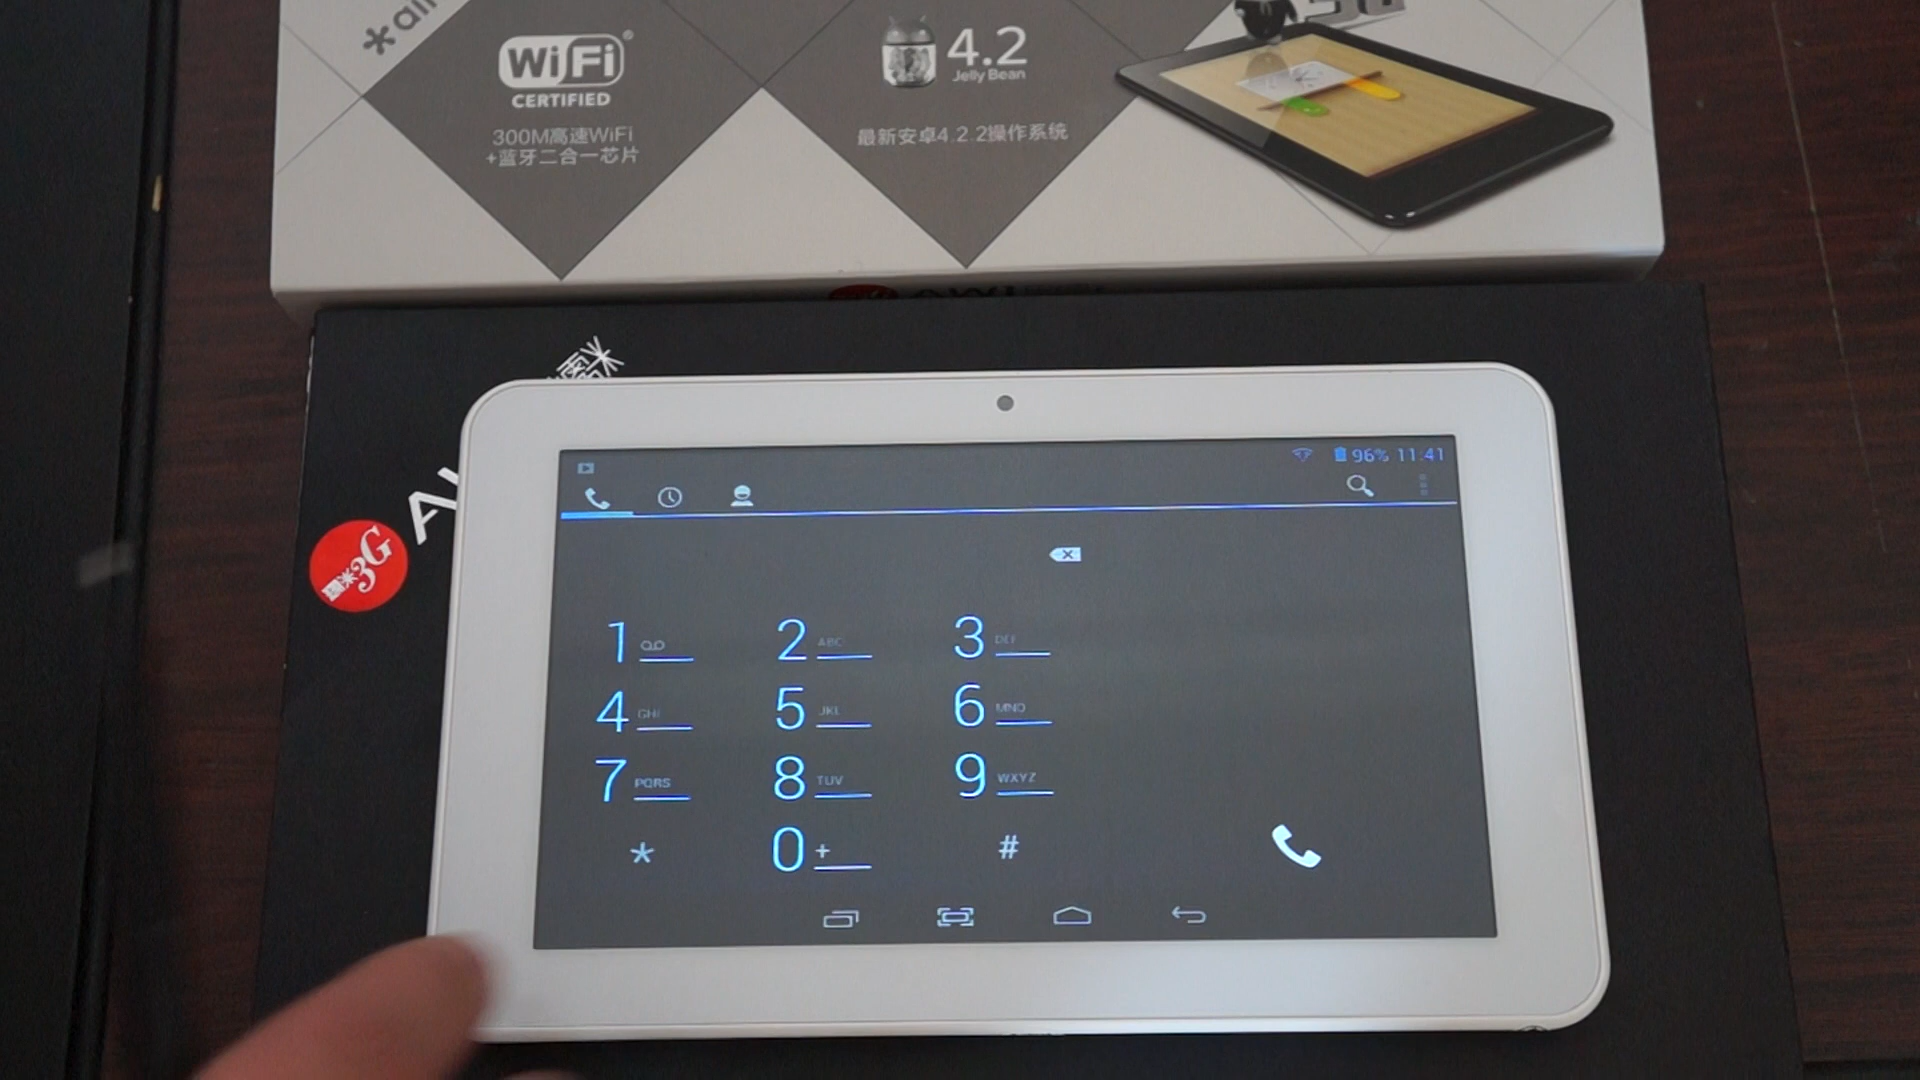 WiFi®
CERTIFIED
300M高速WiFi
+蓝牙二合一芯片
4.2
Jelly Bean
最新安卓4.2.2操作系统
3G
96% 11:41
1
2 ABC
3 DEF
4 GHI
5 JKL
6 MNO
7 PQRS
8 TUV
9 WXYZ
*
0 +
#